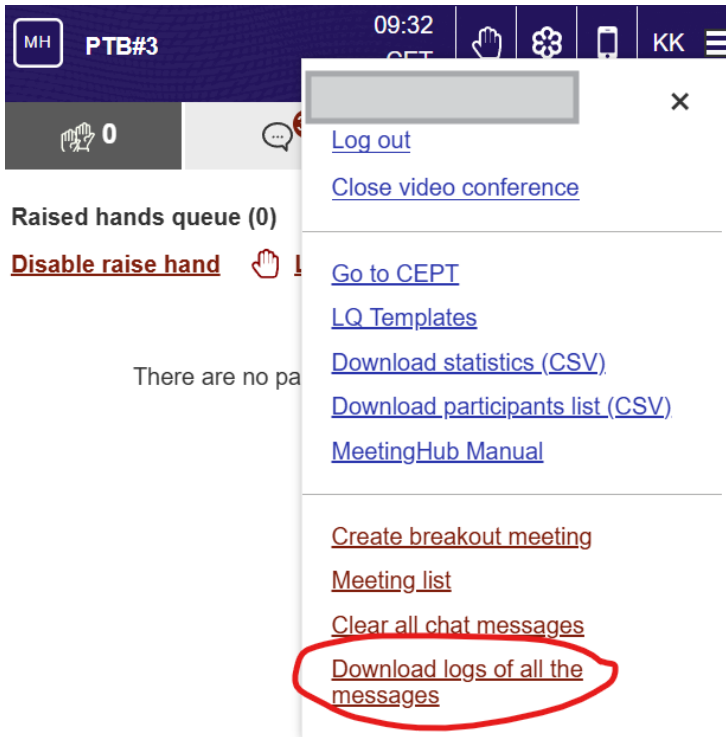 MH
PTB#3
09:32
KK
0
Raised hands queue (0)
Disable raise hand
There are no pa
×
Log out
Close video conference
Go to CEPT
LQ Templates
Download statistics (CSV)
Download participants list (CSV)
MeetingHub Manual
Create breakout meeting
Meeting list
Clear all chat messages
Download logs of all the
messages